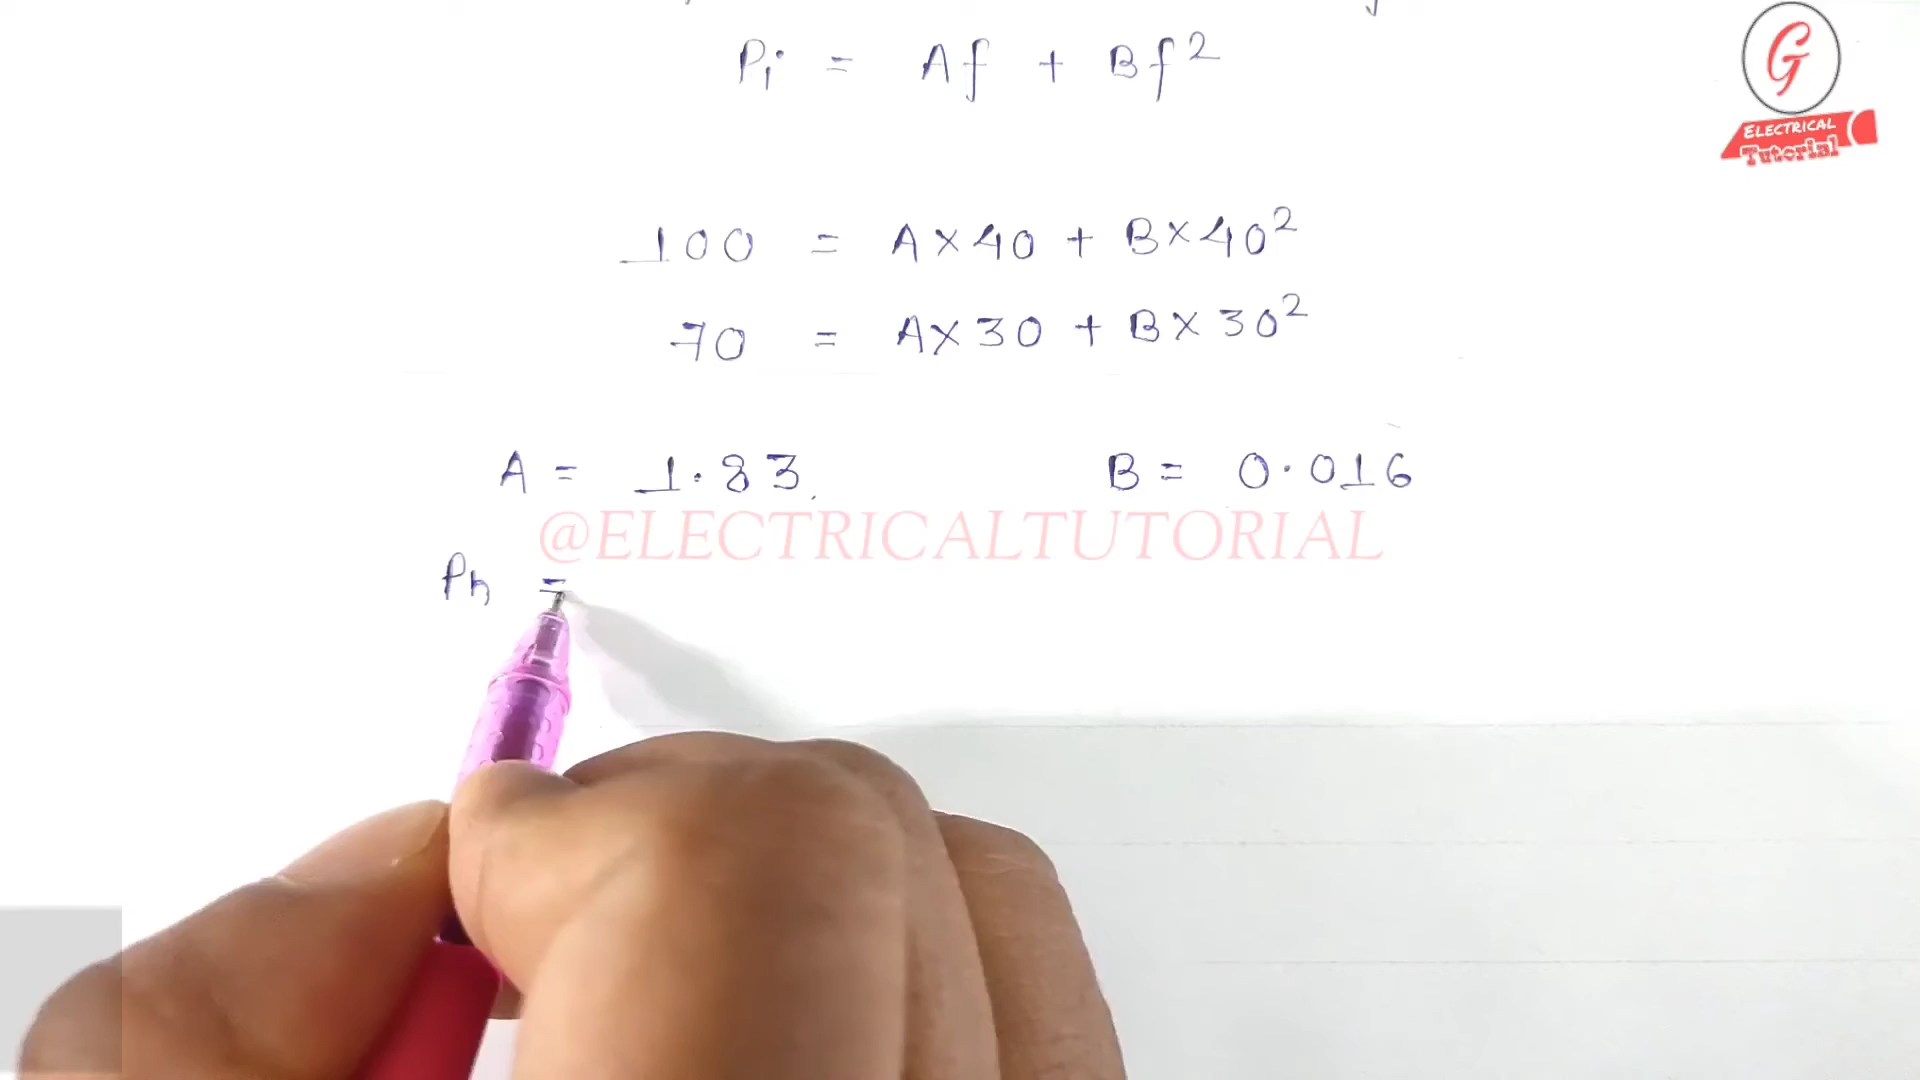 Pi = Af + Bf²
G
ELECTRICAL
Tutorial
100 = A×40 + B×40²
70 = A×30 + B×30²
A = 1.83 B = 0.016
@ELECTRICALTUTORIAL
Ph =